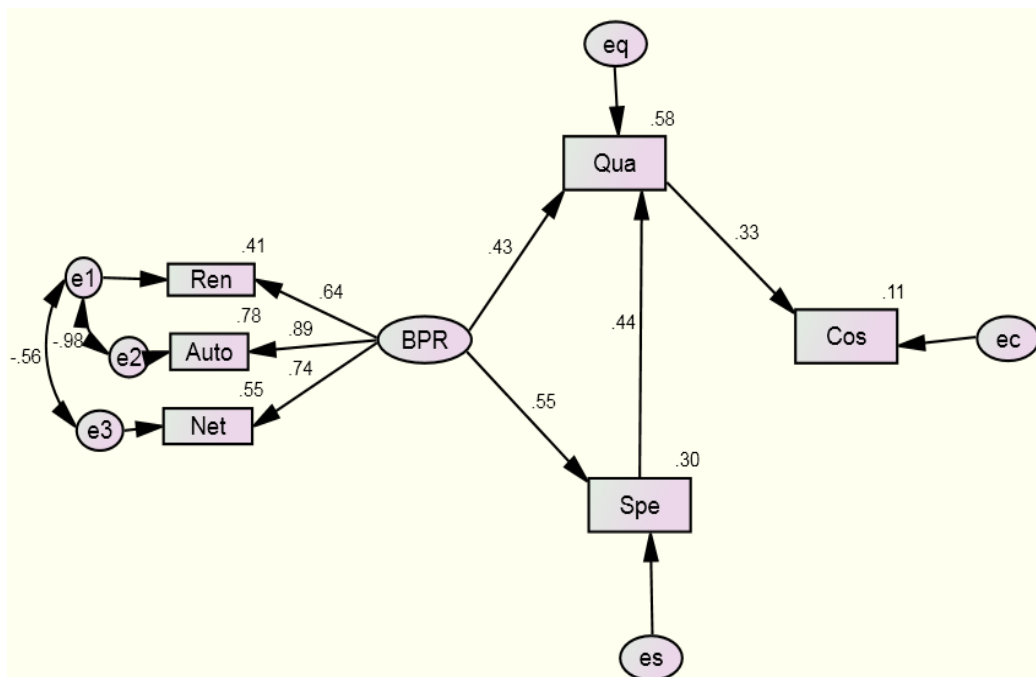 eq
.58
Qua
.43
.33
.41
e1
Ren
.64
.11
.44
.78
-.98
.89
BPR
Cos
ec
-.56
e2
Auto
.74
.55
.55
e3
Net
.30
Spe
es